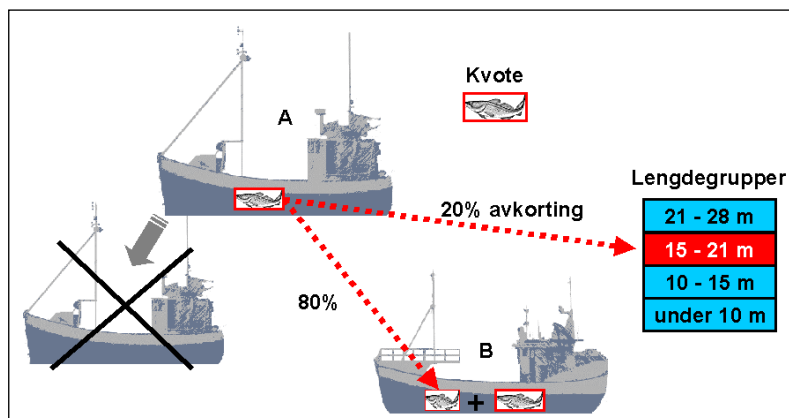 Kvote
A
Lengdegrupper
20% avkorting
21 - 28 m
15 - 21 m
10 - 15 m
under 10 m
80%
B
+